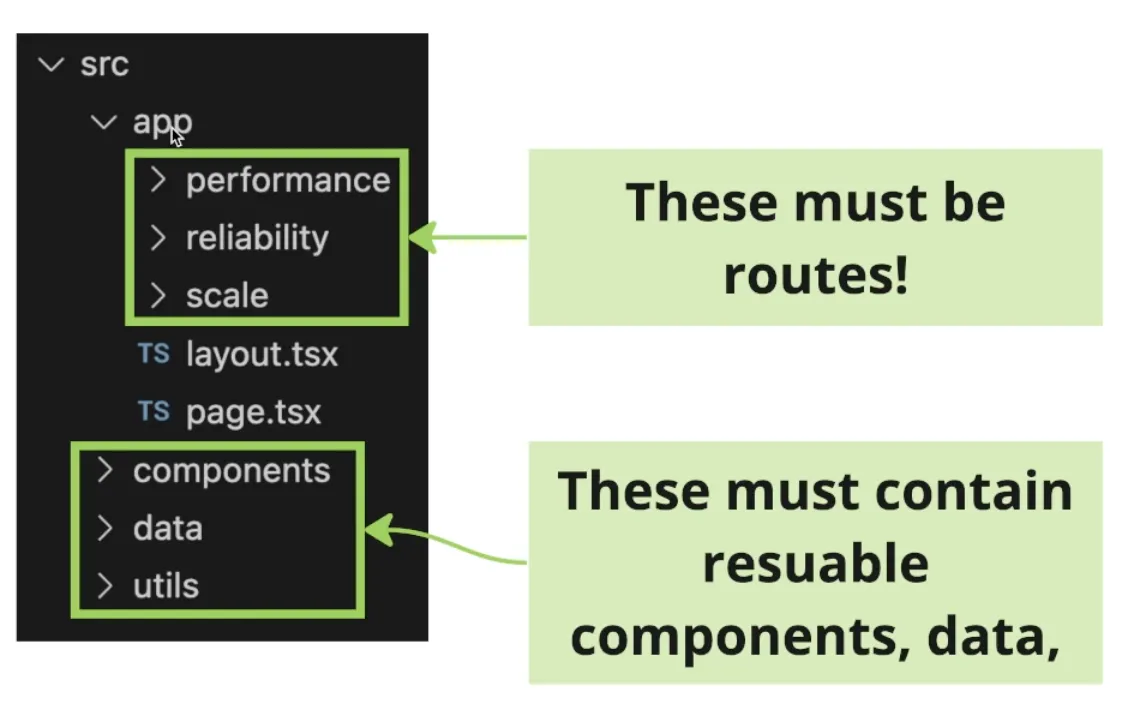 src
app
performance
reliability
scale
TS layout.tsx
TS page.tsx
components
data
utils
These must be
routes!
These must contain
resuable
components, data,